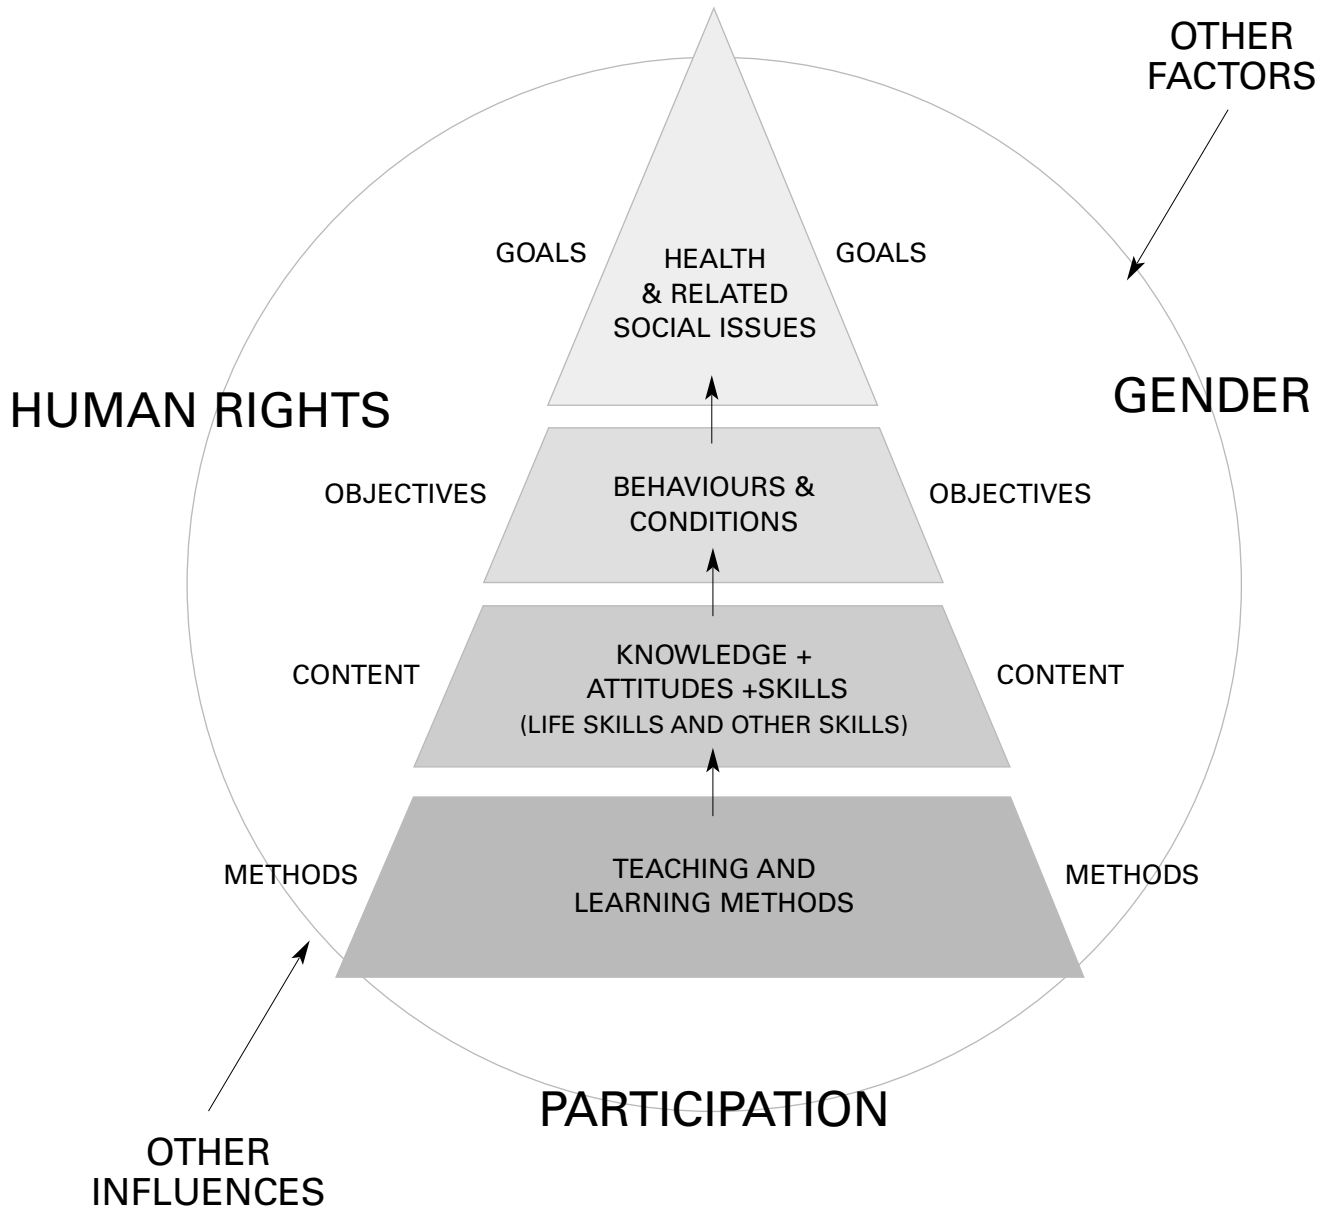 OTHER
FACTORS
GOALS
HEALTH
& RELATED
SOCIAL ISSUES
GOALS
HUMAN RIGHTS
GENDER
OBJECTIVES
BEHAVIOURS &
CONDITIONS
OBJECTIVES
CONTENT
KNOWLEDGE +
ATTITUDES +SKILLS
(LIFE SKILLS AND OTHER SKILLS)
CONTENT
METHODS
TEACHING AND
LEARNING METHODS
METHODS
PARTICIPATION
OTHER
INFLUENCES